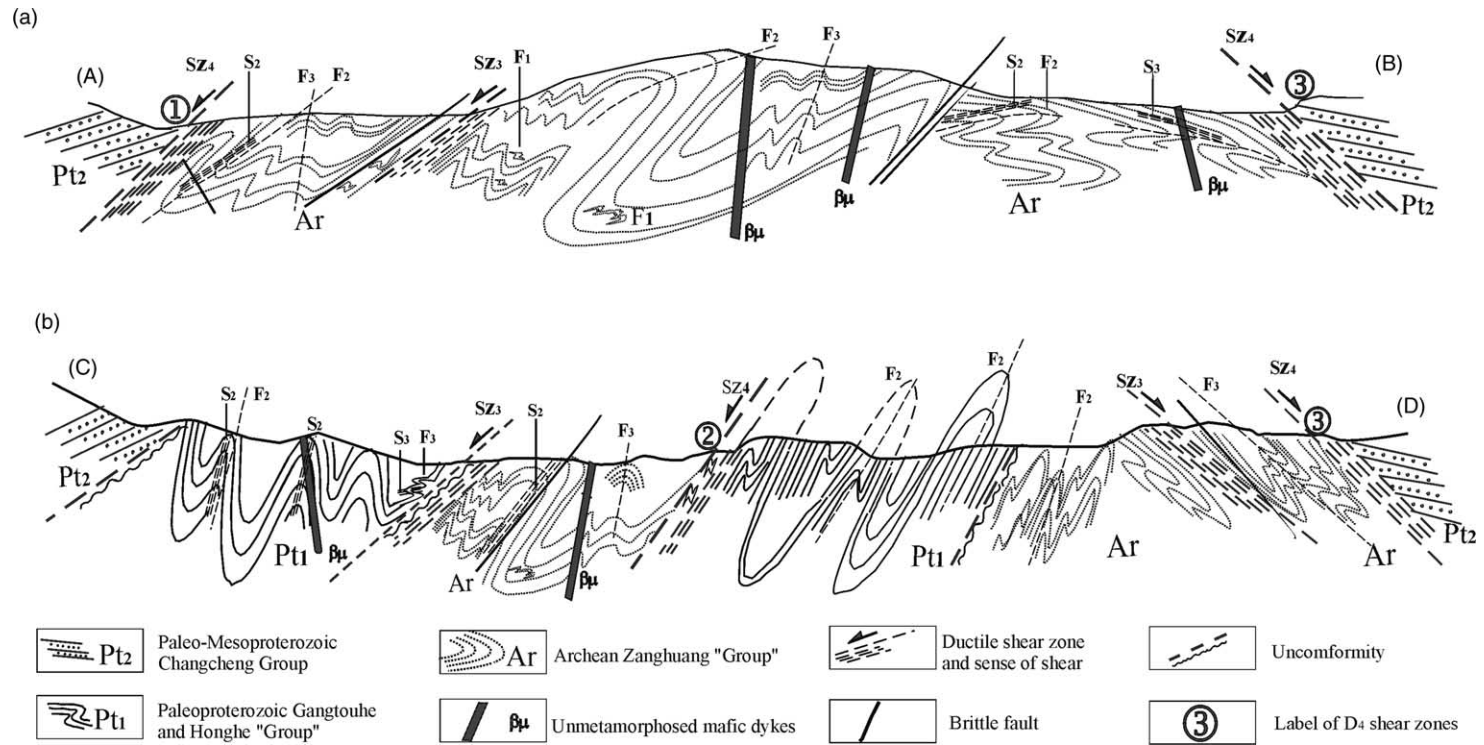 (a)
(A)
Sz4
①
S2
F3
F2
Sz3
F1
F2
F3
S2
F2
S3
Sz4
③
(B)
Pt2
Ar
F1
βμ
βμ
Ar
βμ
Pt2
(b)
(C)
S2
F2
S2
S3
F3
Sz3
S2
F3
Sz4
②
F2
F2
F2
Sz3
F3
Sz4
③
(D)
Pt2
Pt1
βμ
Ar
βμ
Pt1
Ar
Ar
Pt2
Pt2
Paleo-Mesoproterozoic
Changcheng Group
Ar
Archean Zanghuang "Group"
Ductile shear zone
and sense of shear
Uncomformity
Pt1
Paleoproterozoic Gangtouhe
and Honghe "Group"
βμ
Unmetamorphosed mafic dykes
Brittle fault
③
Label of D4 shear zones